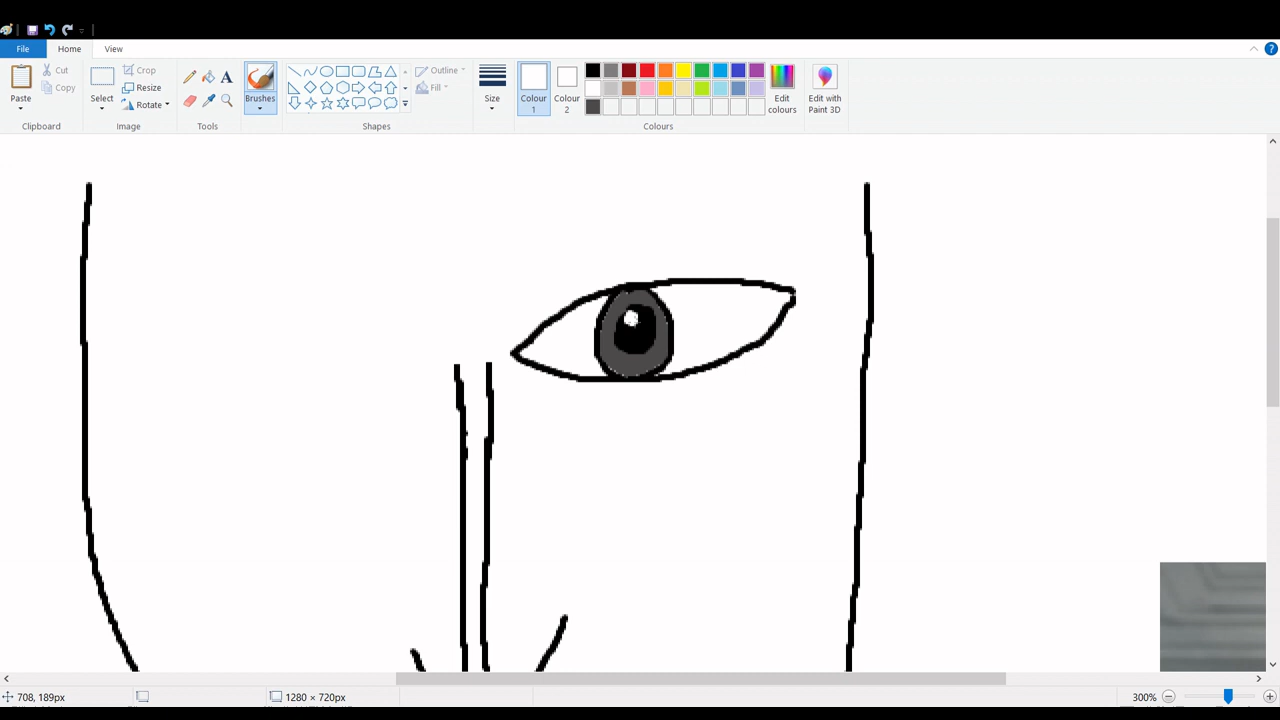 File Home View
Cut
Copy
Paste
Clipboard
Select
Crop
Resize
Rotate
Image
A
Tools
Brushes
Outline
Fill
Shapes
Size
Colour
1
Colour
2
Edit
colours
Colours
Edit with
Paint 3D
?
708, 189px
1280 × 720px
300%